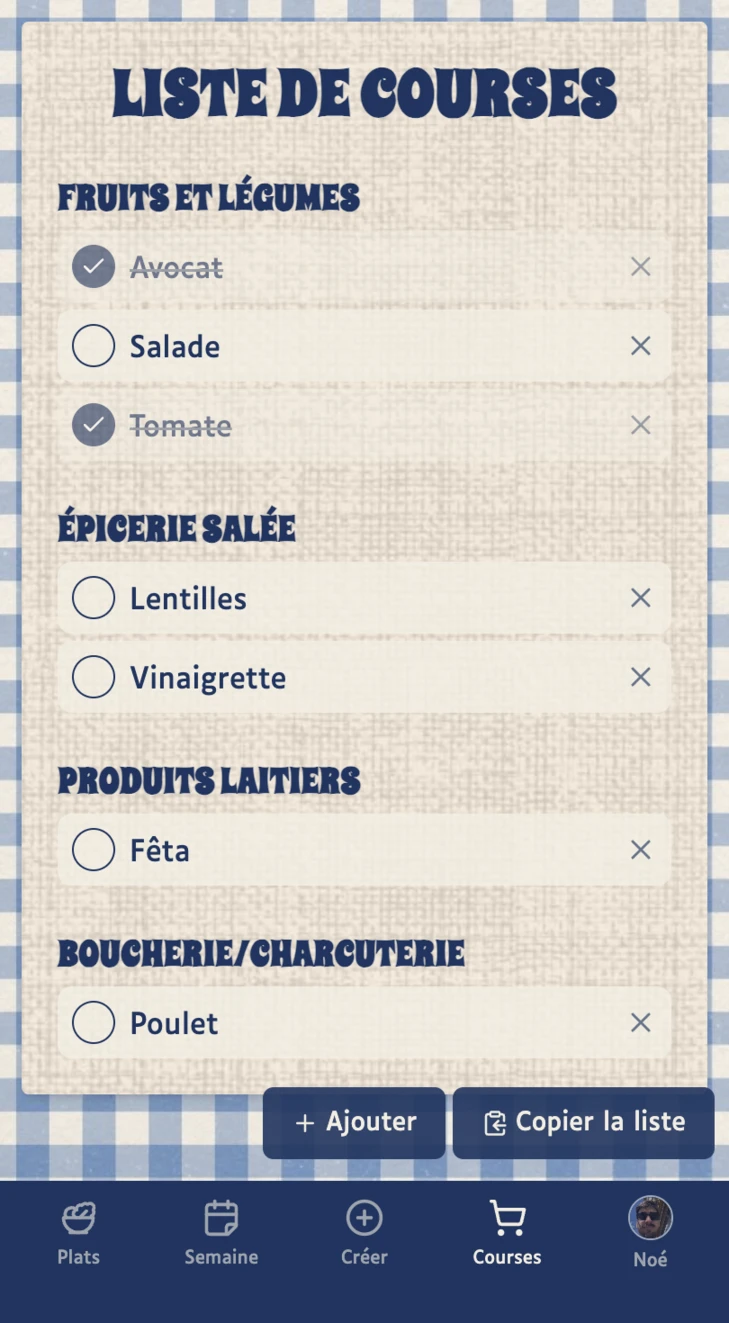 LISTE DE COURSES
FRUITS ET LÉGUMES
Avocat
Salade
Tomate
ÉPICERIE SALÉE
Lentilles
Vinaigrette
PRODUITS LAITIERS
Fêta
BOUCHERIE/CHARCUTERIE
Poulet
+ Ajouter
Copier la liste
Plats
Semaine
Créer
Courses
Noé